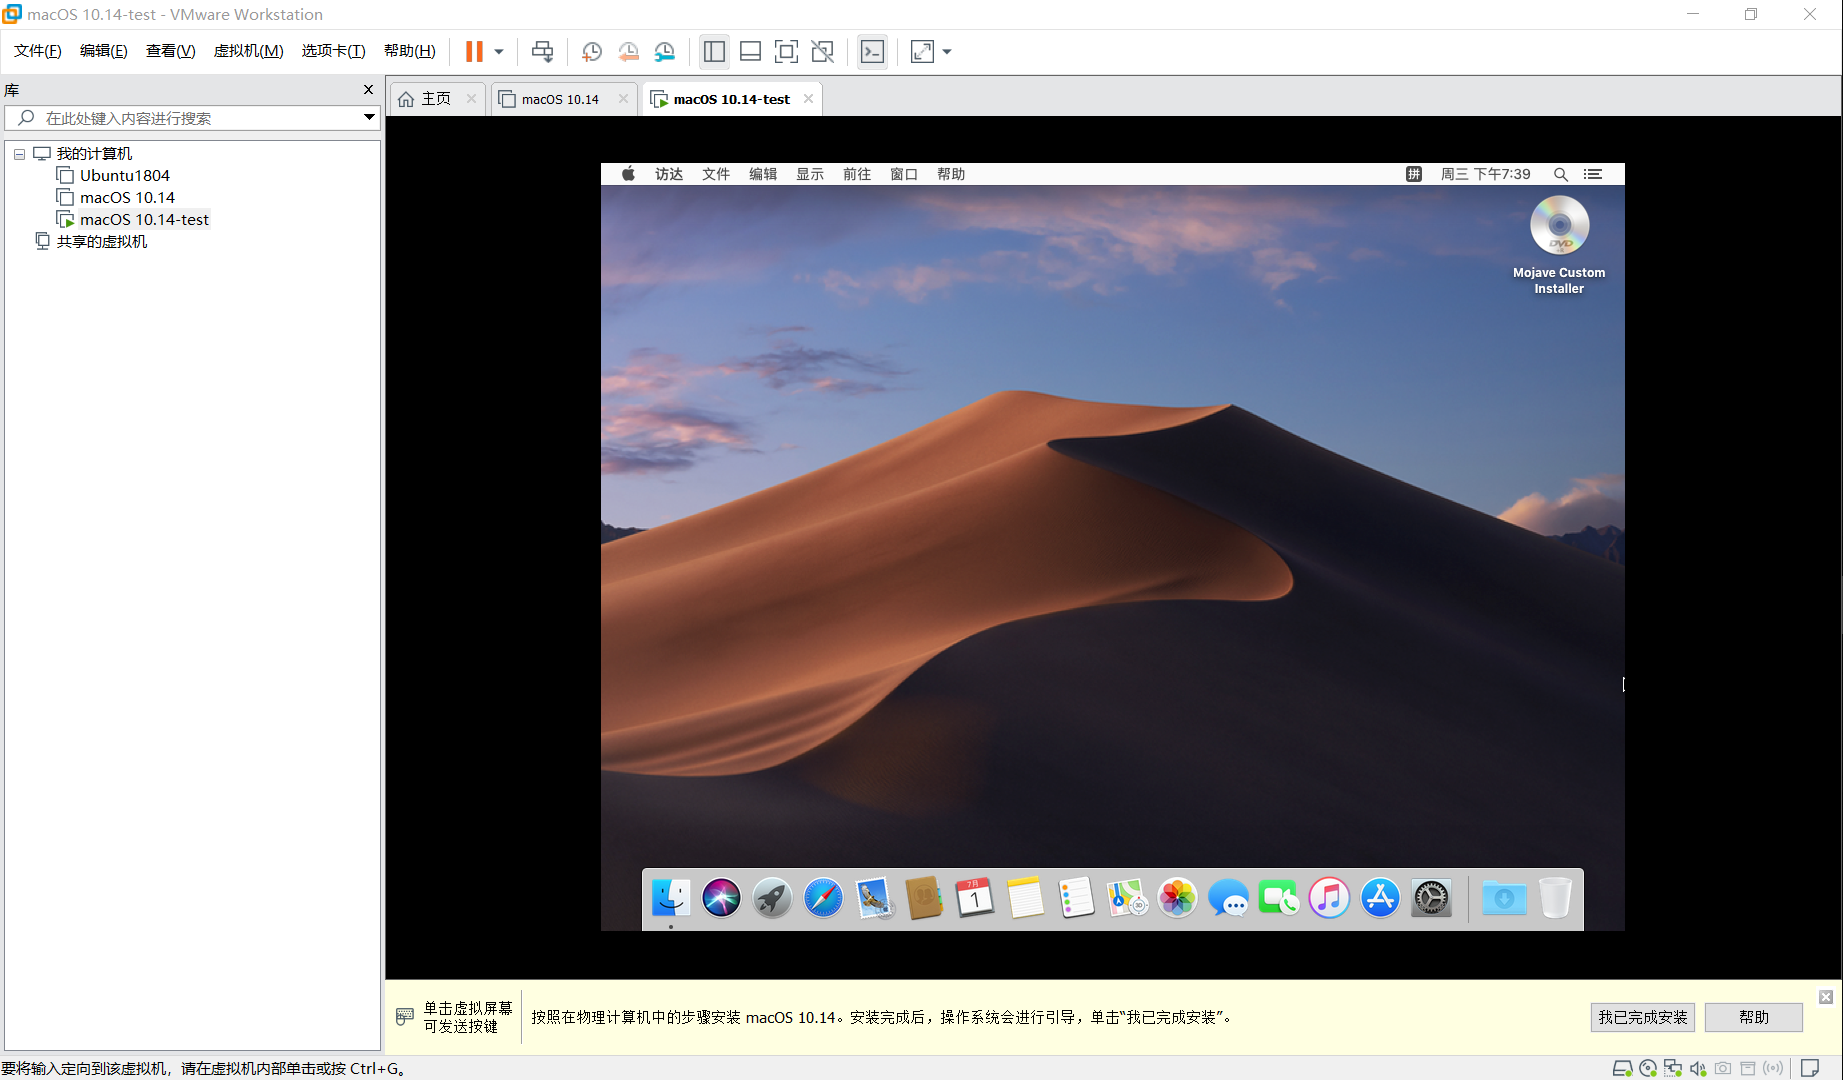 macOS 10.14-test - VMware Workstation
文件(F) 编辑(E) 查看(V) 虚拟机(M) 选项卡(T) 帮助(H)
库
在此处键入内容进行搜索
我的计算机
Ubuntu1804
macOS 10.14
macOS 10.14-test
共享的虚拟机
主页
macOS 10.14
macOS 10.14-test
访达 文件 编辑 显示 前往 窗口 帮助
拼 周三 下午7:39
DVD
Mojave Custom
Installer
7月
1
3D
单击虚拟屏幕
可发送按键
按照在物理计算机中的步骤安装 macOS 10.14。安装完成后，操作系统会进行引导，单击“我已完成安装”。
我已完成安装
帮助
要将输入定向到该虚拟机，请在虚拟机内部单击或按 Ctrl+G。